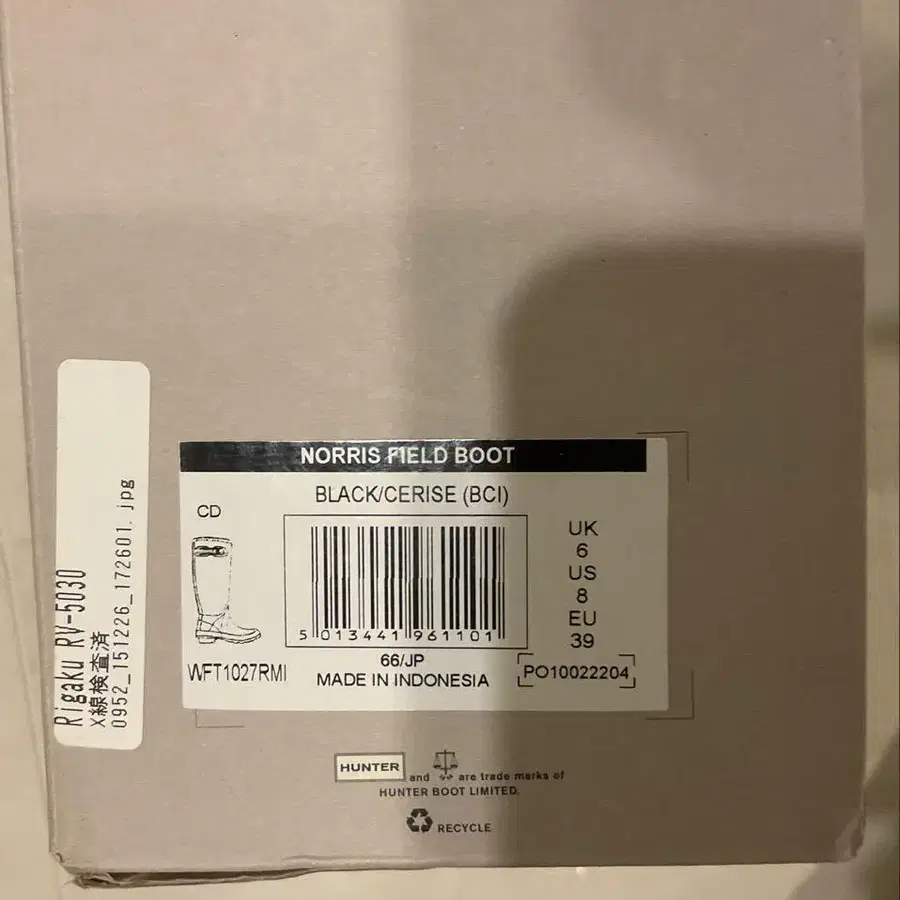 NORRIS FIELD BOOT
BLACK/CERISE (BCI)
CD
5 013441 961101
UK
6
US
8
EU
39
WFT1027RMI
66/JP
MADE IN INDONESIA
PO10022204
Rigaku RV-5030
X線検査済
0952_151226_172601.jpg
HUNTER and are trade marks of
HUNTER BOOT LIMITED.
RECYCLE